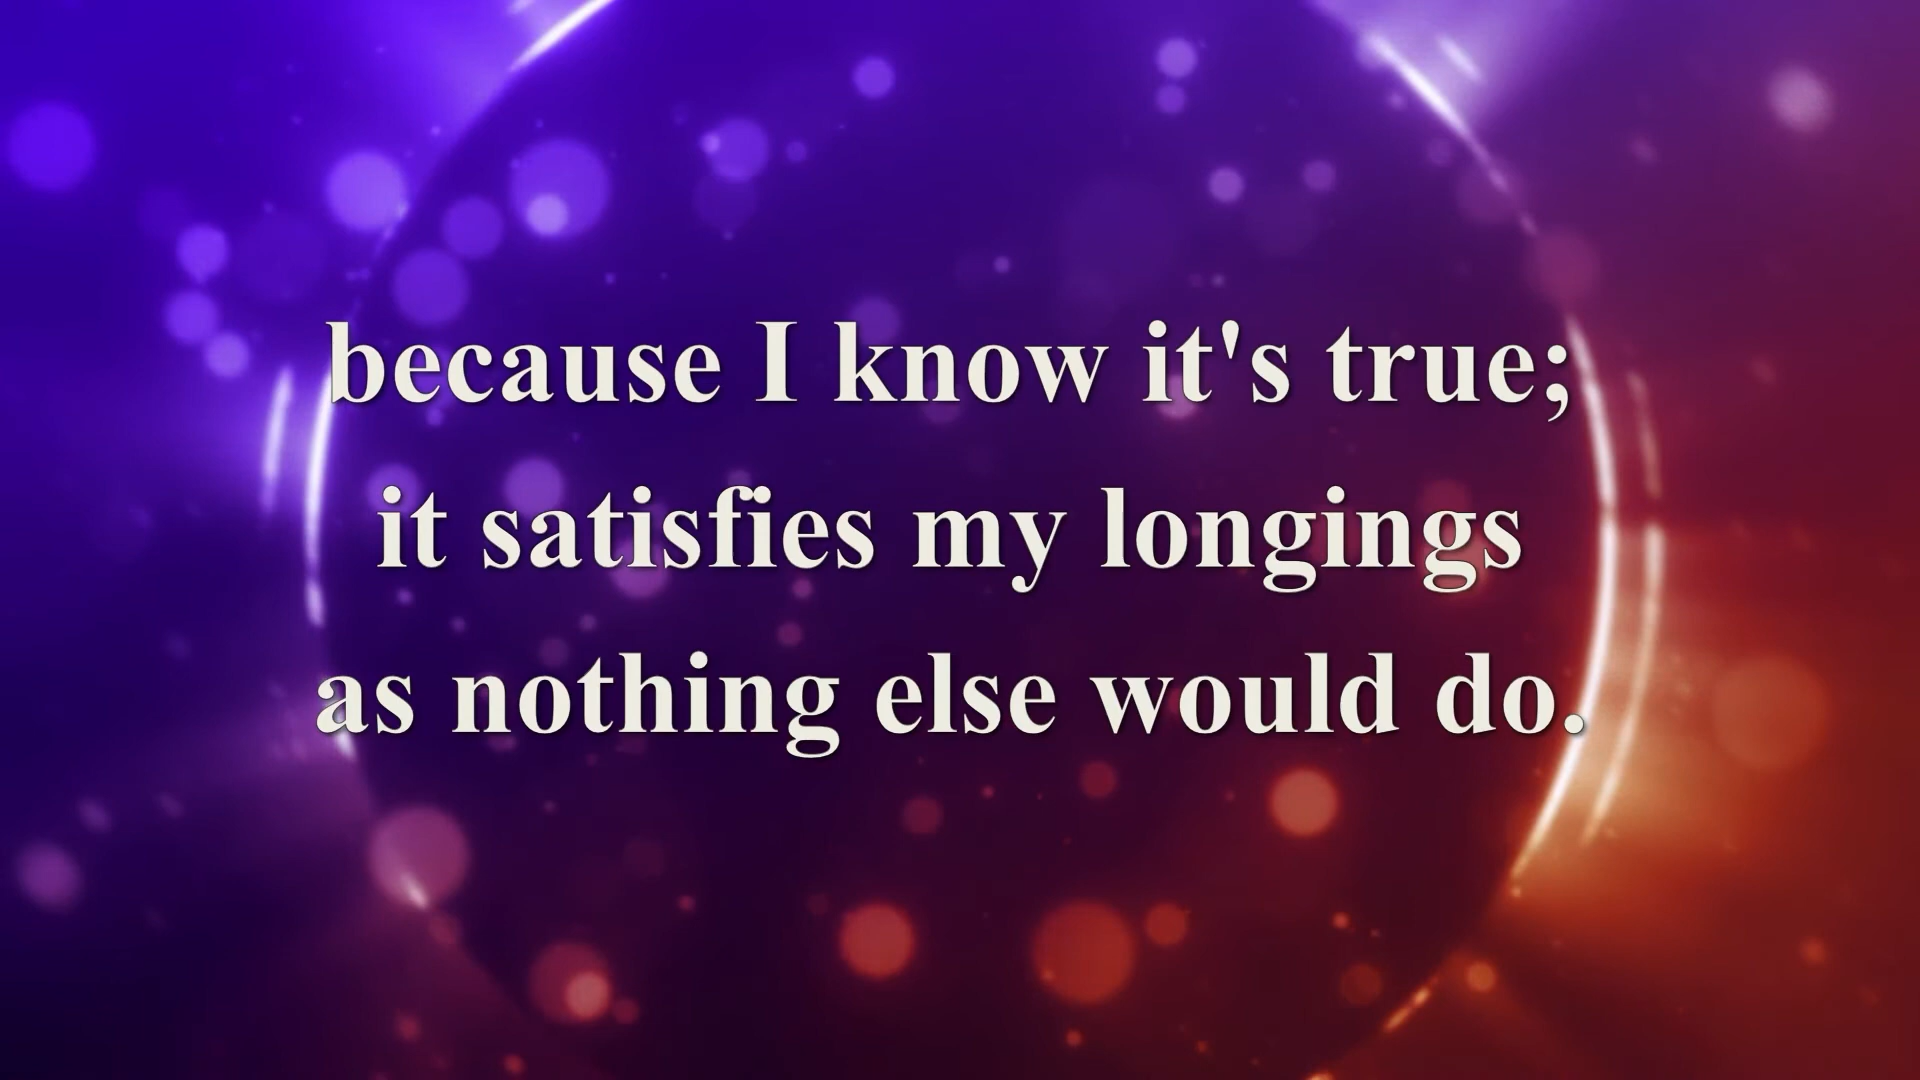 because I know it's true;
it satisfies my longings
as nothing else would do.